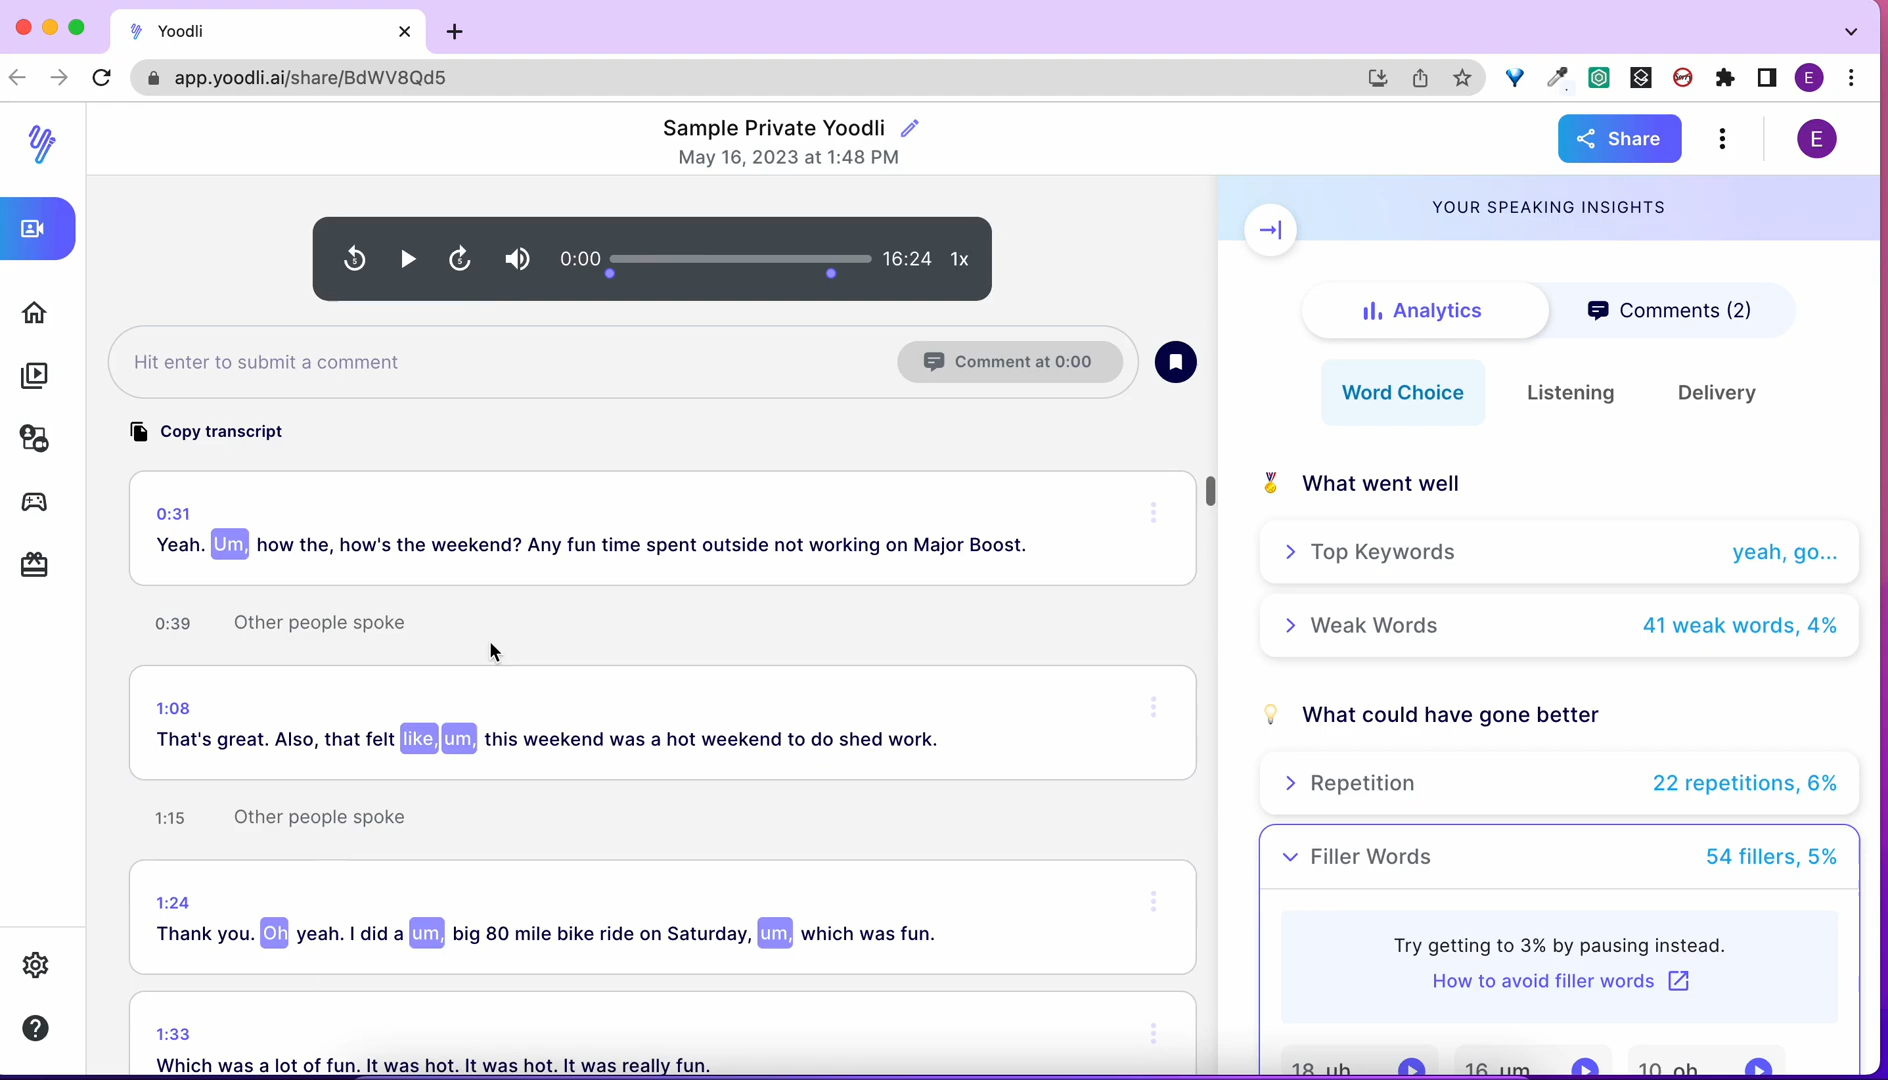 Yoodli
app.yoodli.ai/share/BdWV8Qd5
E
Sample Private Yoodli
May 16, 2023 at 1:48 PM
Share
E
5
5
0:00
16:24
1x
Hit enter to submit a comment
Comment at 0:00
Copy transcript
0:31
Yeah. Um, how the, how's the weekend? Any fun time spent outside not working on Major Boost.
0:39 Other people spoke
1:08
That's great. Also, that felt like, um, this weekend was a hot weekend to do shed work.
1:15 Other people spoke
1:24
Thank you. Oh yeah. I did a um, big 80 mile bike ride on Saturday, um, which was fun.
1:33
Which was a lot of fun. It was hot. It was hot. It was really fun.
YOUR SPEAKING INSIGHTS
Analytics
Comments (2)
Word Choice
Listening
Delivery
What went well
Top Keywords yeah, go...
Weak Words 41 weak words, 4%
What could have gone better
Repetition 22 repetitions, 6%
Filler Words 54 fillers, 5%
Try getting to 3% by pausing instead.
How to avoid filler words
18 uh
16 um
10 oh